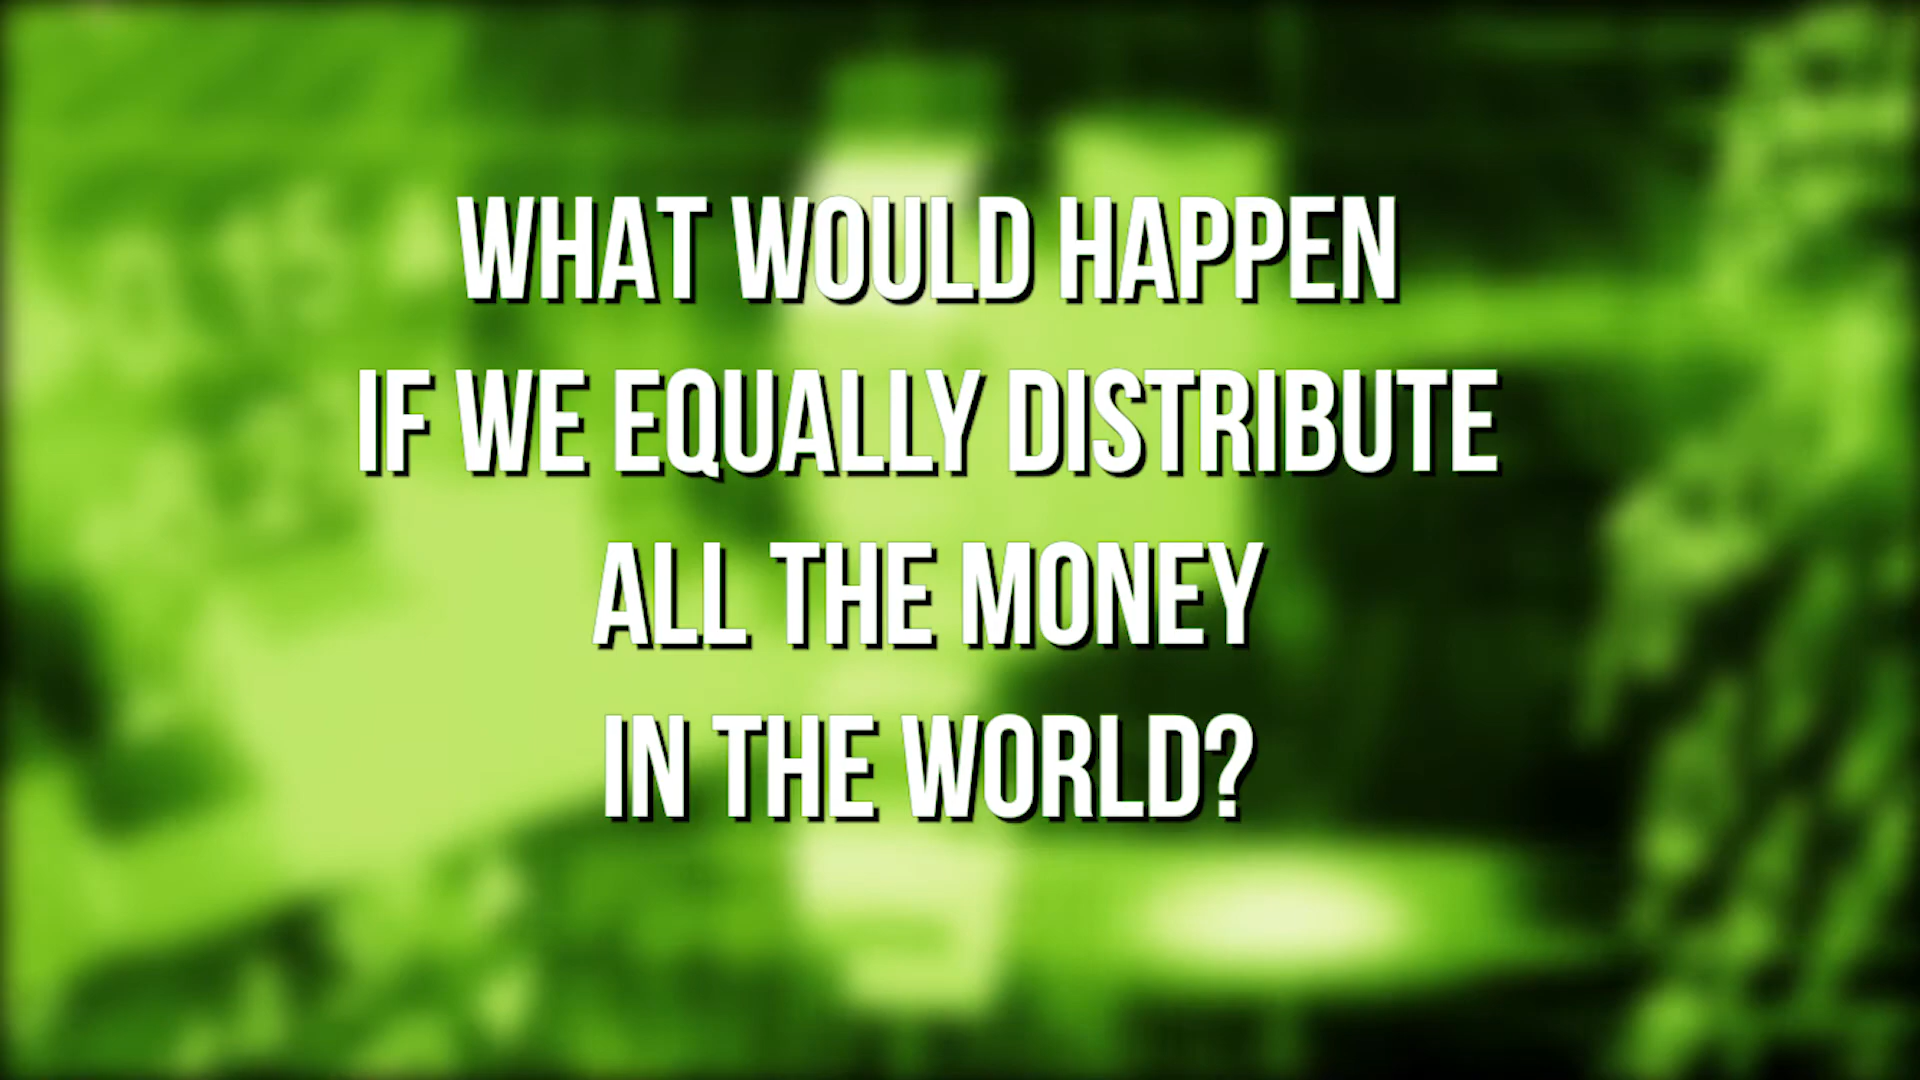 WHAT WOULD HAPPEN
IF WE EQUALLY DISTRIBUTE
ALL THE MONEY
IN THE WORLD?